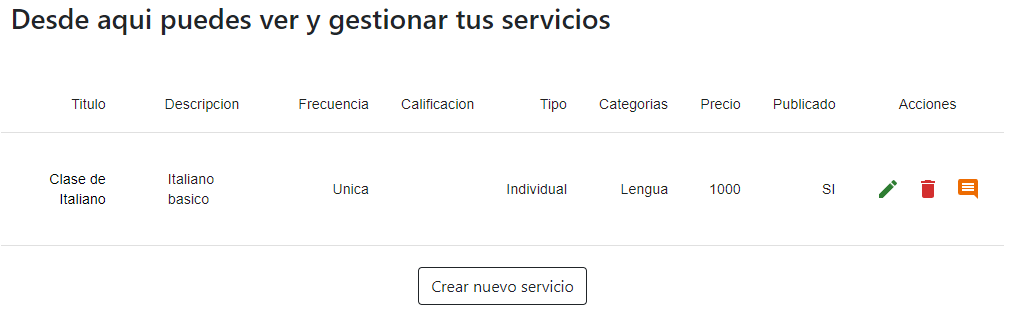 Desde aqui puedes ver y gestionar tus servicios
Titulo Descripcion Frecuencia Calificacion Tipo Categorias Precio Publicado Acciones
Clase de Italiano Italiano basico Unica Individual Lengua 1000 SI
Crear nuevo servicio